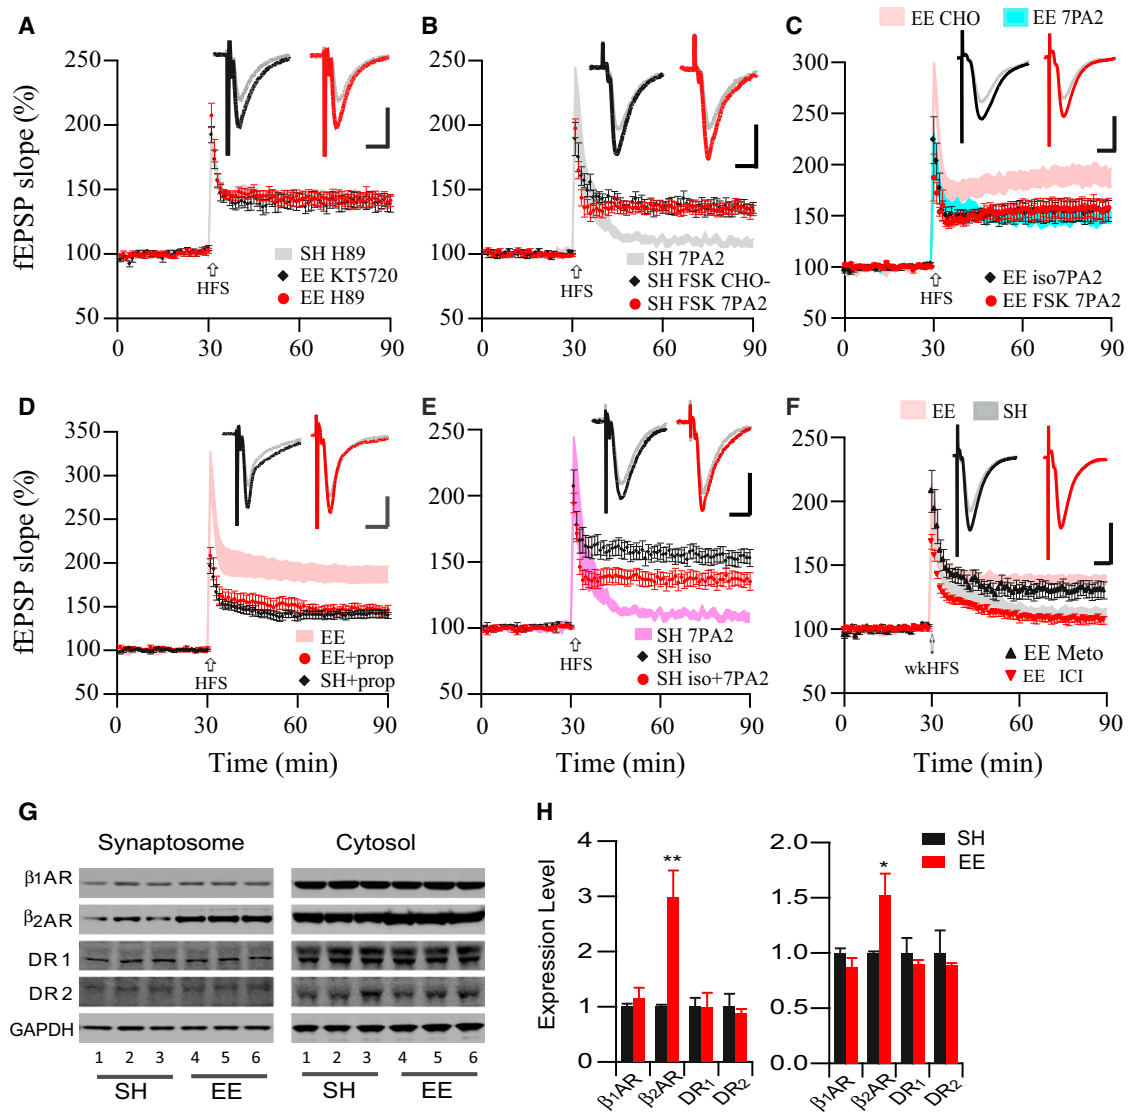 A
fEPSP slope (%)
250
200
150
100
50
0
30
60
90
HFS
SH H89
EE KT5720
EE H89
B
250
200
150
100
50
0
30
60
90
HFS
SH 7PA2
SH FSK CHO-
SH FSK 7PA2
C
EE CHO
EE 7PA2
300
250
200
150
100
50
0
30
60
90
HFS
EE iso7PA2
EE FSK 7PA2
D
fEPSP slope (%)
350
300
250
200
150
100
50
0
30
60
90
HFS
EE
EE+prop
SH+prop
Time (min)
E
250
200
150
100
50
0
30
60
90
HFS
SH 7PA2
SH iso
SH iso+7PA2
Time (min)
F
EE
SH
250
200
150
100
50
0
30
60
90
wkHFS
EE Meto
EE ICI
Time (min)
G
Synaptosome
Cytosol
β1AR
β2AR
DR1
DR2
GAPDH
1 2 3 4 5 6
1 2 3 4 5 6
SH EE
SH EE
H
Expression Level
4
3
2
1
0
**
β1AR
β2AR
DR1
DR2
2.0
1.5
1.0
0.5
0.0
*
β1AR
β2AR
DR1
DR2
SH
EE